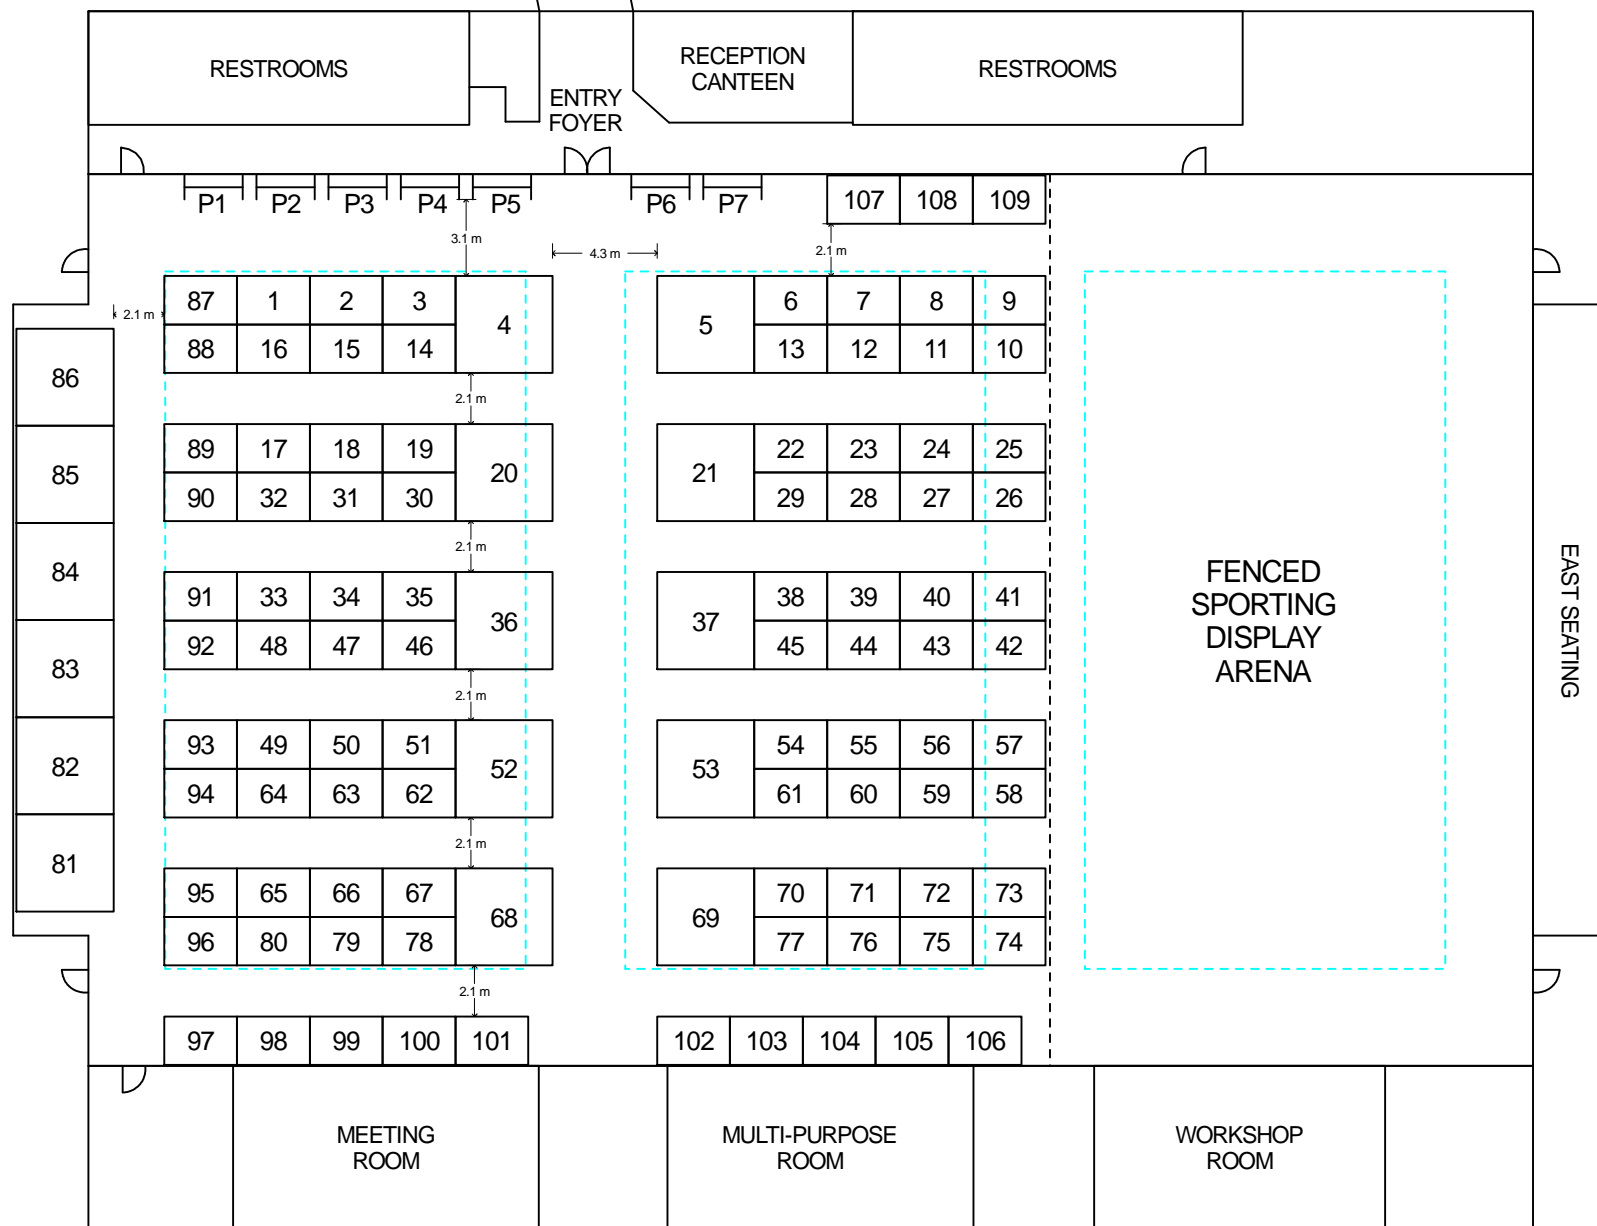 RESTROOMS
RECEPTION
CANTEEN
RESTROOMS
ENTRY
FOYER
P1 P2 P3 P4 P5 P6 P7 107 108 109
3.1 m 4.3 m 2.1 m
87 1 2 3 4 5 6 7 8 9
2.1 m
88 16 15 14 13 12 11 10
86
2.1 m
89 17 18 19 20 21 22 23 24 25
85
90 32 31 30 29 28 27 26
2.1 m
84
91 33 34 35 36 37 38 39 40 41
92 48 47 46 45 44 43 42
83
2.1 m
93 49 50 51 52 53 54 55 56 57
82
94 64 63 62 61 60 59 58
2.1 m
81
95 65 66 67 68 69 70 71 72 73
96 80 79 78 77 76 75 74
2.1 m
97 98 99 100 101 102 103 104 105 106
FENCED
SPORTING
DISPLAY
ARENA
EAST SEATING
MEETING
ROOM
MULTI-PURPOSE
ROOM
WORKSHOP
ROOM